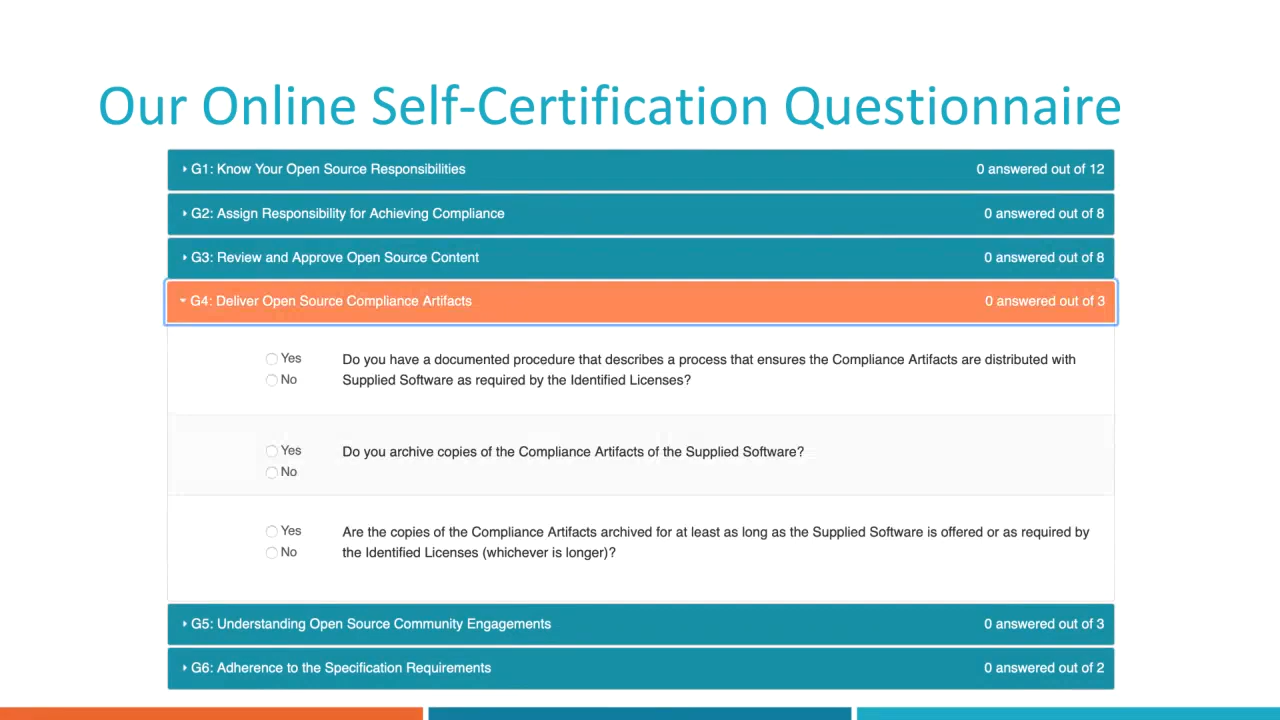 Our Online Self-Certification Questionnaire
G1: Know Your Open Source Responsibilities 0 answered out of 12
G2: Assign Responsibility for Achieving Compliance 0 answered out of 8
G3: Review and Approve Open Source Content 0 answered out of 8
G4: Deliver Open Source Compliance Artifacts 0 answered out of 3
Yes Do you have a documented procedure that describes a process that ensures the Compliance Artifacts are distributed with
No Supplied Software as required by the Identified Licenses?
Yes Do you archive copies of the Compliance Artifacts of the Supplied Software?
No
Yes Are the copies of the Compliance Artifacts archived for at least as long as the Supplied Software is offered or as required by
No the Identified Licenses (whichever is longer)?
G5: Understanding Open Source Community Engagements 0 answered out of 3
G6: Adherence to the Specification Requirements 0 answered out of 2